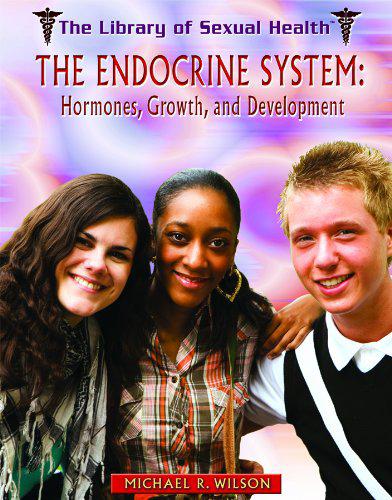 The Library of Sexual Health™
THE ENDOCRINE SYSTEM:
Hormones, Growth, and Development
MICHAEL R. WILSON